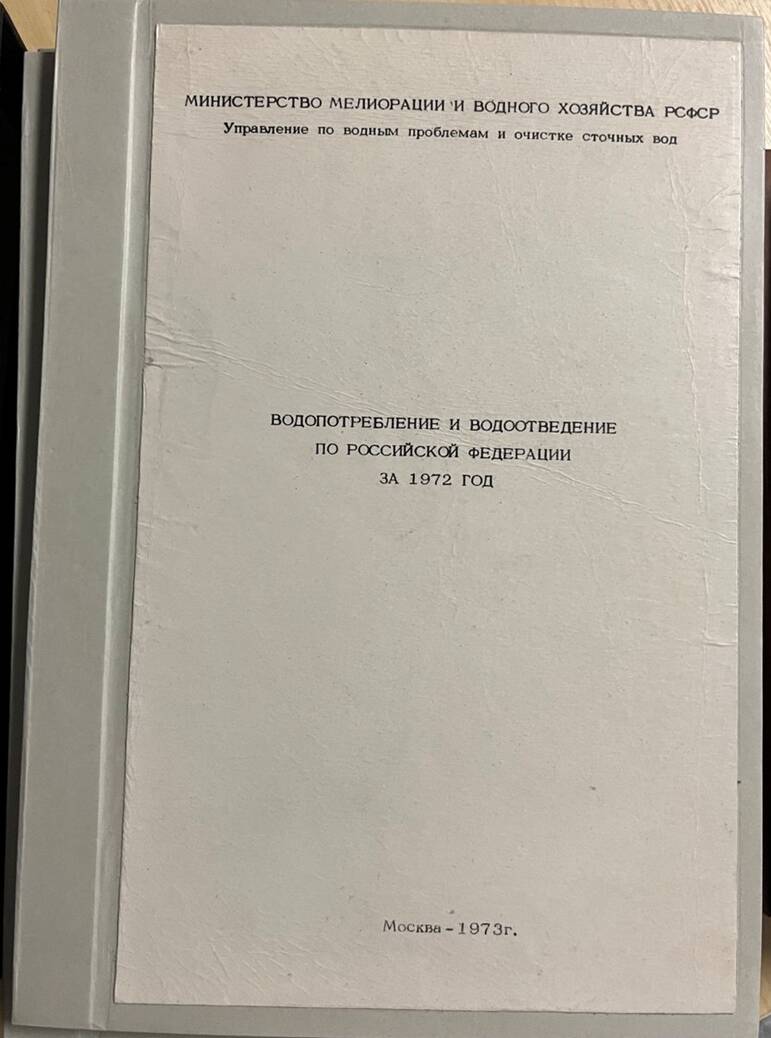 МИНИСТЕРСТВО МЕЛИОРАЦИИ И ВОДНОГО ХОЗЯЙСТВА РСФСР
Управление по водным проблемам и очистке сточных вод
ВОДОПОТРЕБЛЕНИЕ И ВОДООТВЕДЕНИЕ
ПО РОССИЙСКОЙ ФЕДЕРАЦИИ
ЗА 1972 ГОД
Москва - 1973г.